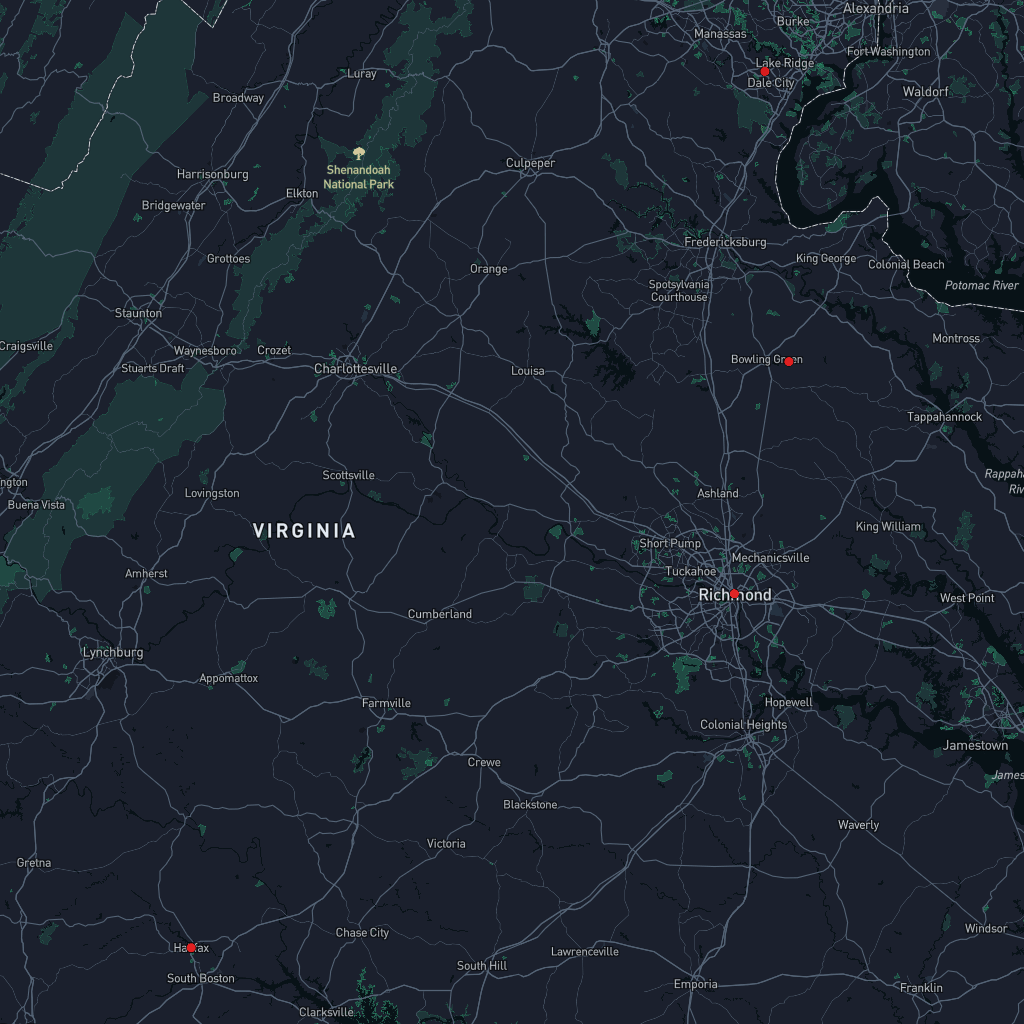 Alexandria
Burke
Manassas
Fort Washington
Lake Ridge
Luray
Dale City
Waldorf
Broadway
Culpeper
Shenandoah
National Park
Harrisonburg
Elkton
Bridgewater
Fredericksburg
Grottoes
King George
Colonial Beach
Orange
Spotsylvania
Courthouse
Potomac River
Staunton
Montross
Craigsville
Waynesboro
Crozet
Bowling Green
Stuarts Draft
Charlottesville
Louisa
Tappahannock
Scottsville
Rappaha
Riv
ngton
Lovingston
Ashland
Buena Vista
VIRGINIA
King William
Short Pump
Mechanicsville
Tuckahoe
Amherst
Richmond
West Point
Cumberland
Lynchburg
Appomattox
Farmville
Hopewell
Colonial Heights
Jamestown
Crewe
James
Blackstone
Waverly
Victoria
Gretna
Chase City
Windsor
Halifax
Lawrenceville
South Hill
South Boston
Emporia
Franklin
Clarksville